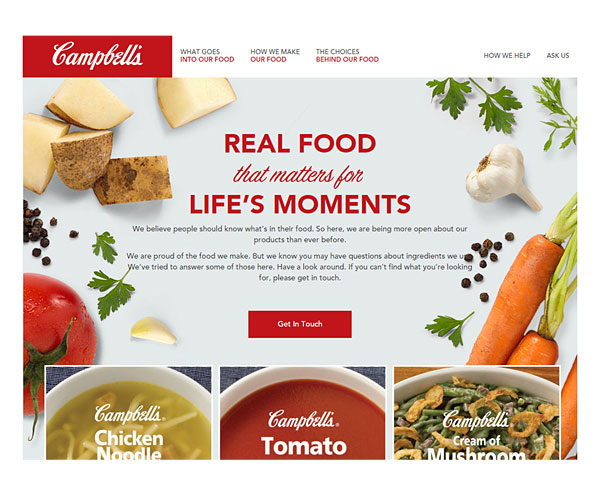 Campbell's
WHAT GOES
INTO OUR FOOD
HOW WE MAKE
OUR FOOD
THE CHOICES
BEHIND OUR FOOD
HOW WE HELP
ASK US
REAL FOOD
that matters for
LIFE'S MOMENTS
We believe people should know what's in their food. So here, we are being more open about our
products than ever before.
We are proud of the food we make. But we know you may have questions about ingredients we
We've tried to answer some of those here. Have a look around. If you can't find what you're looking
for, please get in touch.
Get In Touch
Campbell's®
Chicken
Noodle
Campbell's®
Tomato
Campbell's®
Cream of
Mushroom